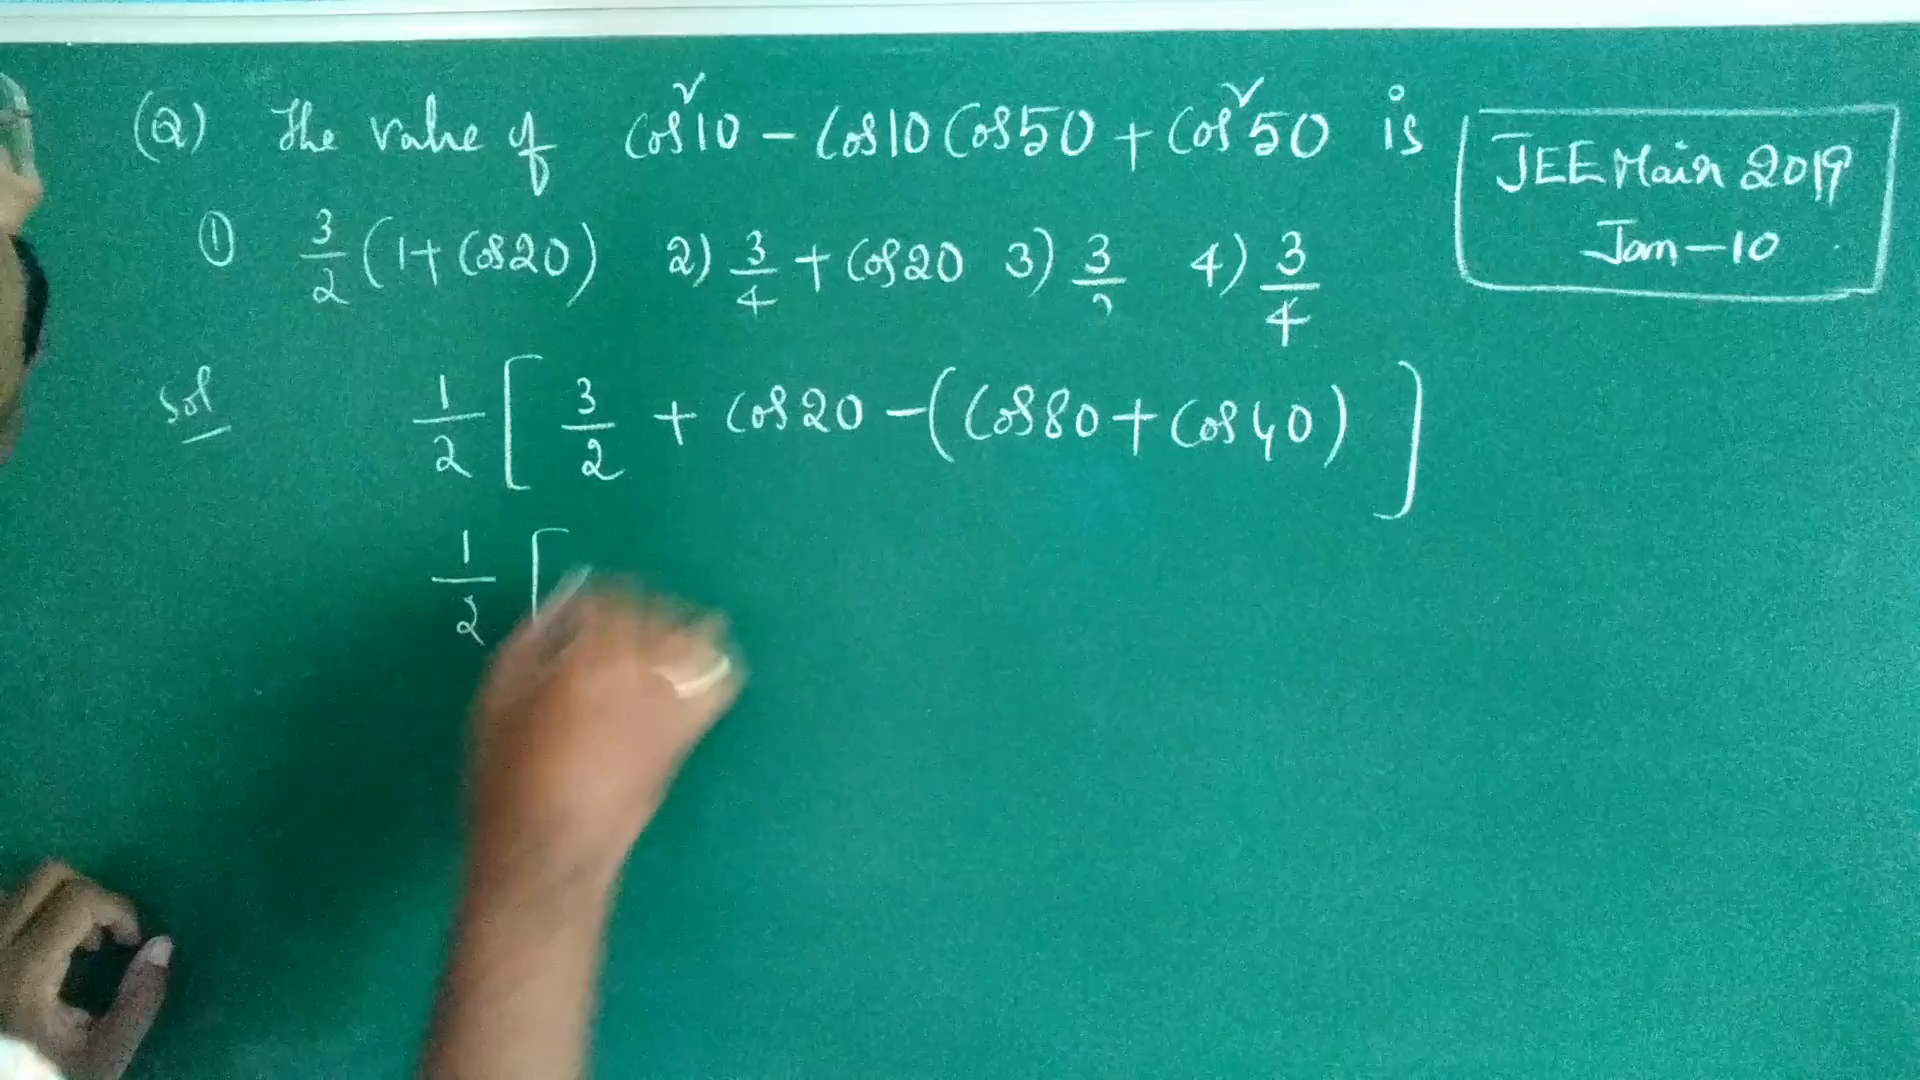 (Q) The value of cos²10 - cos10 cos50 + cos²50 is
JEE Main 2019
Jan-10
① 3/2 (1 + cos20) 2) 3/4 + cos20 3) 3/2 4) 3/4
Sol 1/2 [ 3/2 + cos20 - (cos80 + cos40) ]
1/2 [